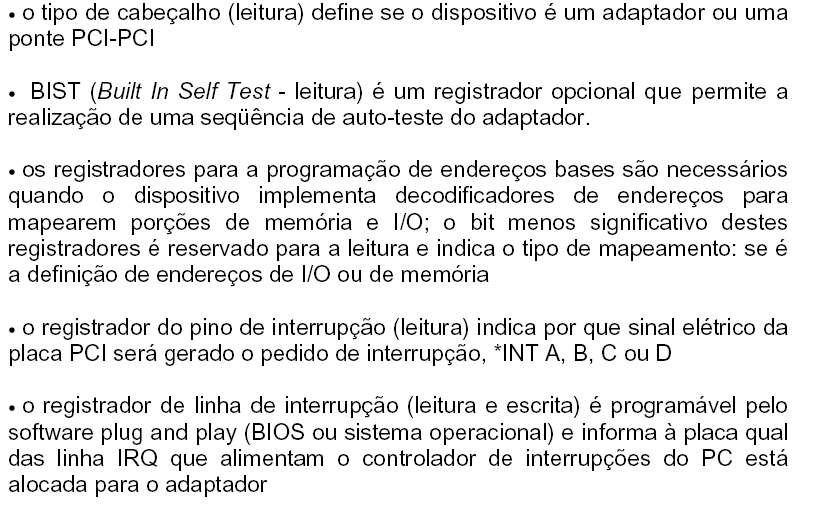 • o tipo de cabeçalho (leitura) define se o dispositivo é um adaptador ou uma
ponte PCI-PCI
• BIST (Built In Self Test - leitura) é um registrador opcional que permite a
realização de uma seqüência de auto-teste do adaptador.
• os registradores para a programação de endereços bases são necessários
quando o dispositivo implementa decodificadores de endereços para
mapearem porções de memória e I/O; o bit menos significativo destes
registradores é reservado para a leitura e indica o tipo de mapeamento: se é
a definição de endereços de I/O ou de memória
• o registrador do pino de interrupção (leitura) indica por que sinal elétrico da
placa PCI será gerado o pedido de interrupção, *INT A, B, C ou D
• o registrador de linha de interrupção (leitura e escrita) é programável pelo
software plug and play (BIOS ou sistema operacional) e informa à placa qual
das linha IRQ que alimentam o controlador de interrupções do PC está
alocada para o adaptador